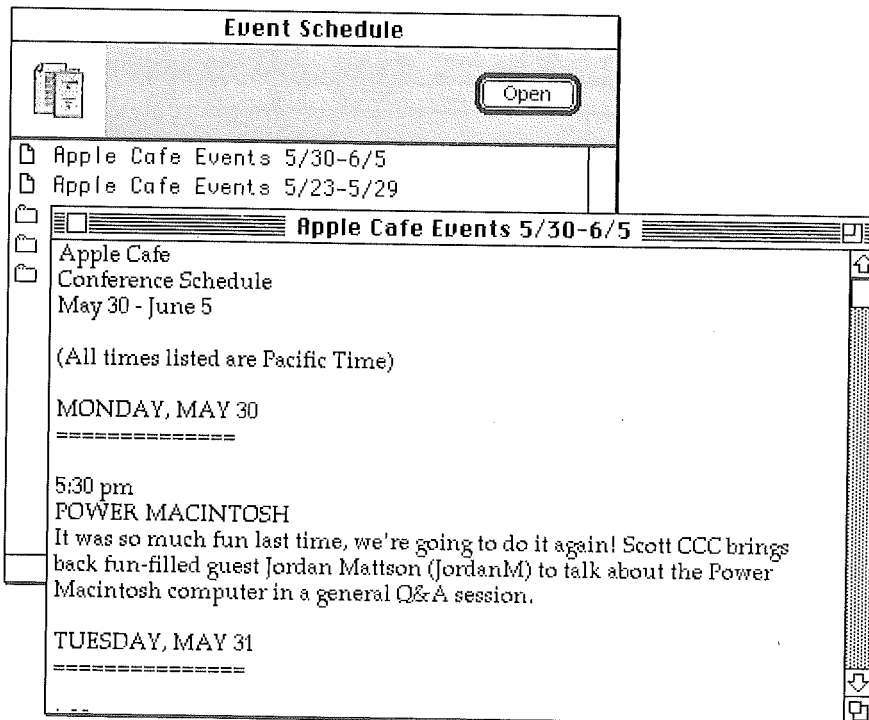 Event Schedule
Open
Apple Cafe Events 5/30-6/5
Apple Cafe Events 5/23-5/29
Apple Cafe Events 5/30-6/5
Apple Cafe
Conference Schedule
May 30 - June 5
(All times listed are Pacific Time)
MONDAY, MAY 30
==============
5:30 pm
POWER MACINTOSH
It was so much fun last time, we're going to do it again! Scott CCC brings
back fun-filled guest Jordan Mattson (JordanM) to talk about the Power
Macintosh computer in a general Q&A session.
TUESDAY, MAY 31
===============